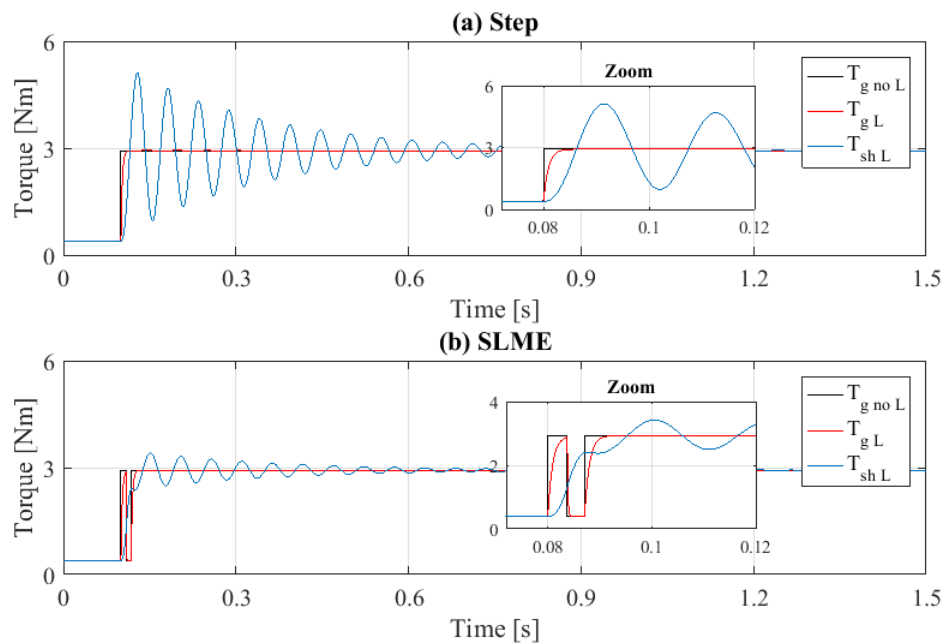 (a) Step
Torque [Nm]
6
3
0
Zoom
6
3
0
0.08 0.1 0.12
T g no L
T g L
T sh L
0 0.3 0.6 0.9 1.2 1.5
Time [s]
(b) SLME
Torque [Nm]
6
3
0
Zoom
4
2
0
0.08 0.1 0.12
T g no L
T g L
T sh L
0 0.3 0.6 0.9 1.2 1.5
Time [s]